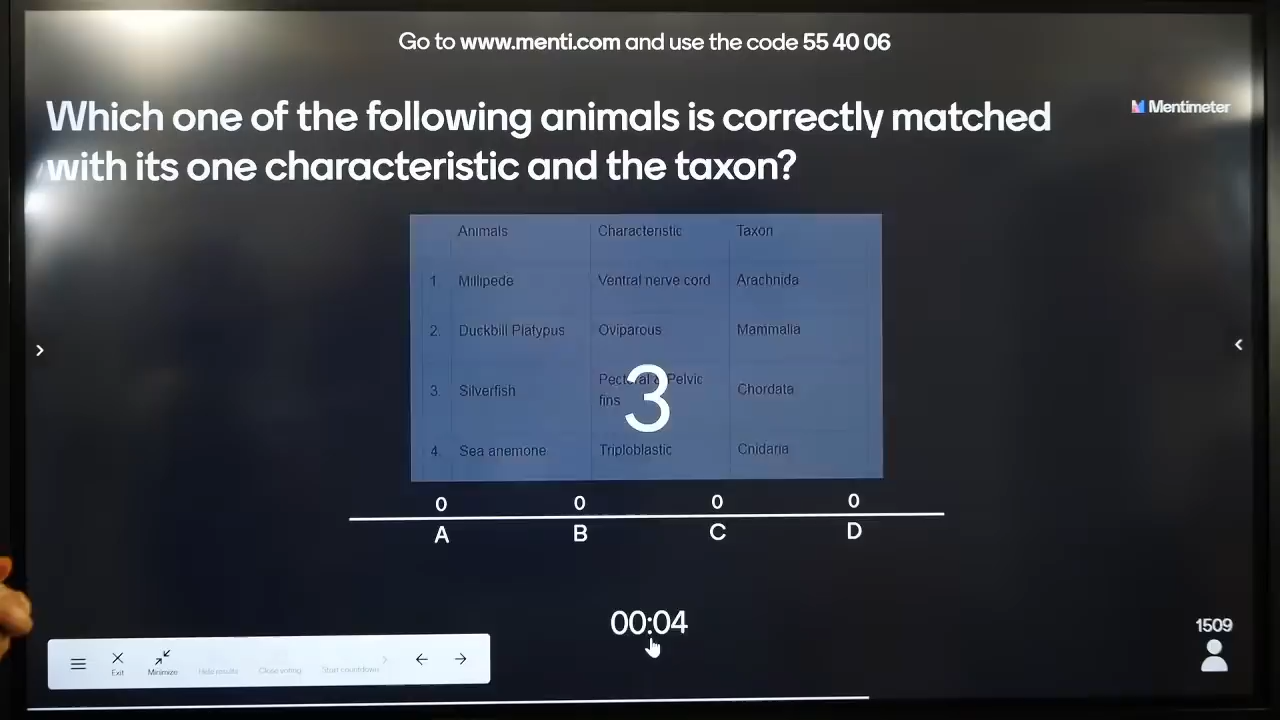 Go to www.menti.com and use the code 55 40 06
Which one of the following animals is correctly matched
with its one characteristic and the taxon?
Mentimeter
Animals Characteristic Taxon
1 Millipede Ventral nerve cord Arachnida
2. Duckbill Platypus Oviparous Mammalia
3. Silverfish Pectoral & Pelvic fins Chordata
3
4. Sea anemone Triploblastic Cnidaria
0 0 0 0
A B C D
00:04
1509
Exit Minimize Hide results Close voting Start countdown